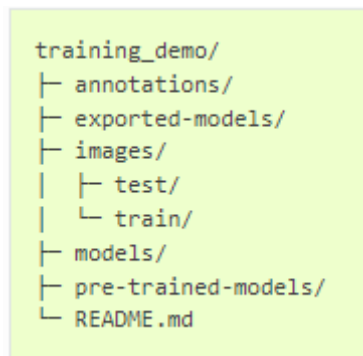 training_demo/
├─ annotations/
├─ exported-models/
├─ images/
│  ├─ test/
│  └─ train/
├─ models/
├─ pre-trained-models/
└─ README.md